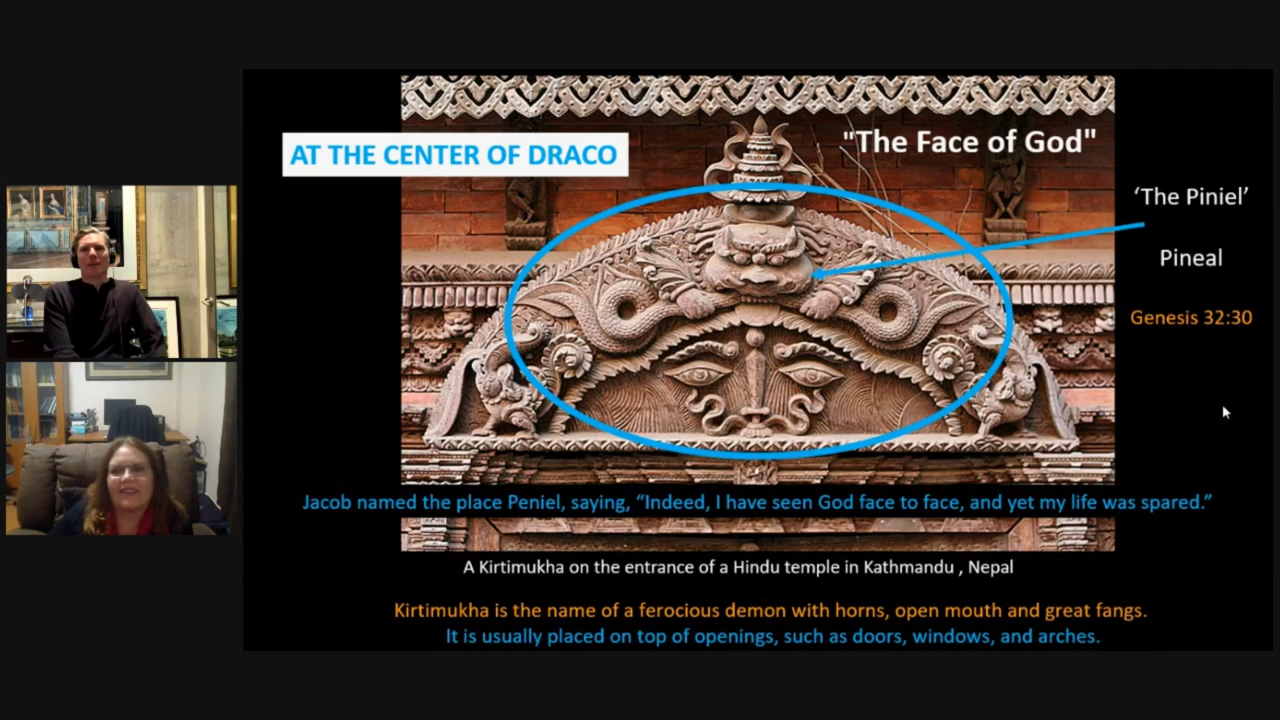 AT THE CENTER OF DRACO
"The Face of God"
‘The Piniel’
Pineal
Genesis 32:30
Jacob named the place Peniel, saying, “Indeed, I have seen God face to face, and yet my life was spared.”
A Kirtimukha on the entrance of a Hindu temple in Kathmandu , Nepal
Kirtimukha is the name of a ferocious demon with horns, open mouth and great fangs.
It is usually placed on top of openings, such as doors, windows, and arches.